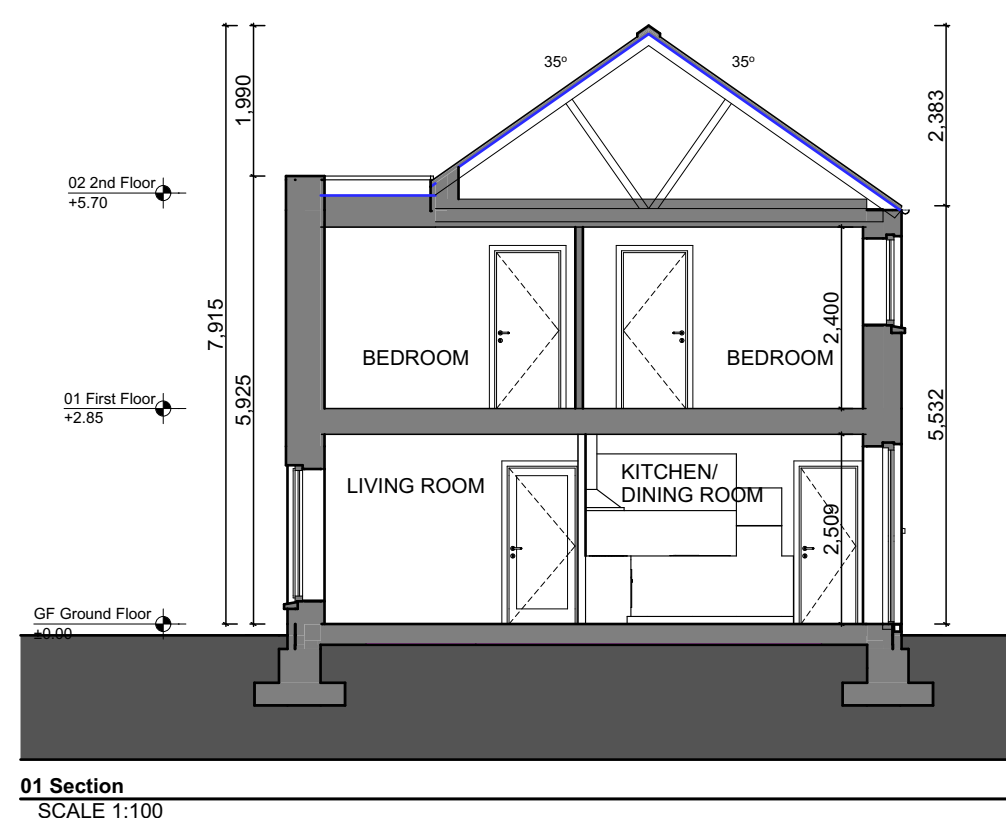 35º
35º
1,990
2,383
02 2nd Floor
+5.70
7,915
2,400
BEDROOM
BEDROOM
01 First Floor
+2.85
5,925
5,532
KITCHEN/
LIVING ROOM
DINING ROOM
2,509
GF Ground Floor
±0.00
01 Section
SCALE 1:100